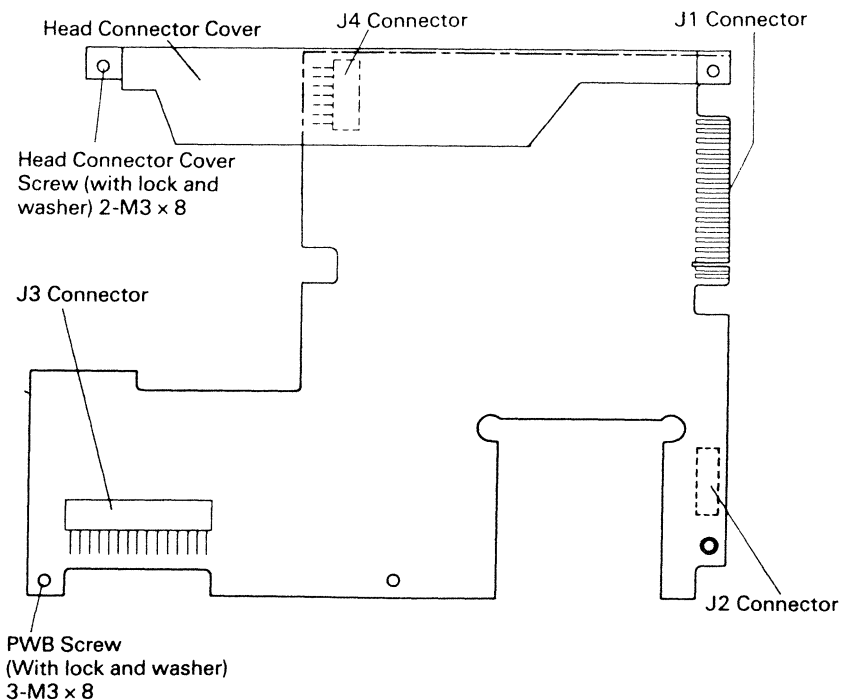 Head Connector Cover
J4 Connector
J1 Connector
Head Connector Cover
Screw (with lock and
washer) 2-M3 × 8
J3 Connector
J2 Connector
PWB Screw
(With lock and washer)
3-M3 × 8